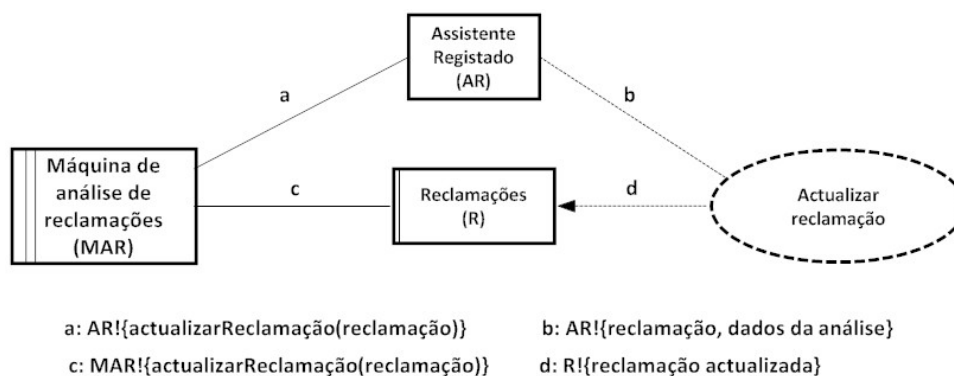 Assistente
Registado
(AR)
a
b
Máquina de
análise de
reclamações
(MAR)
c
Reclamações
(R)
d
Actualizar
reclamação
a: AR!{actualizarReclamação(reclamação)}
b: AR!{reclamação, dados da análise}
c: MAR!{actualizarReclamação(reclamação)}
d: R!{reclamação actualizada}